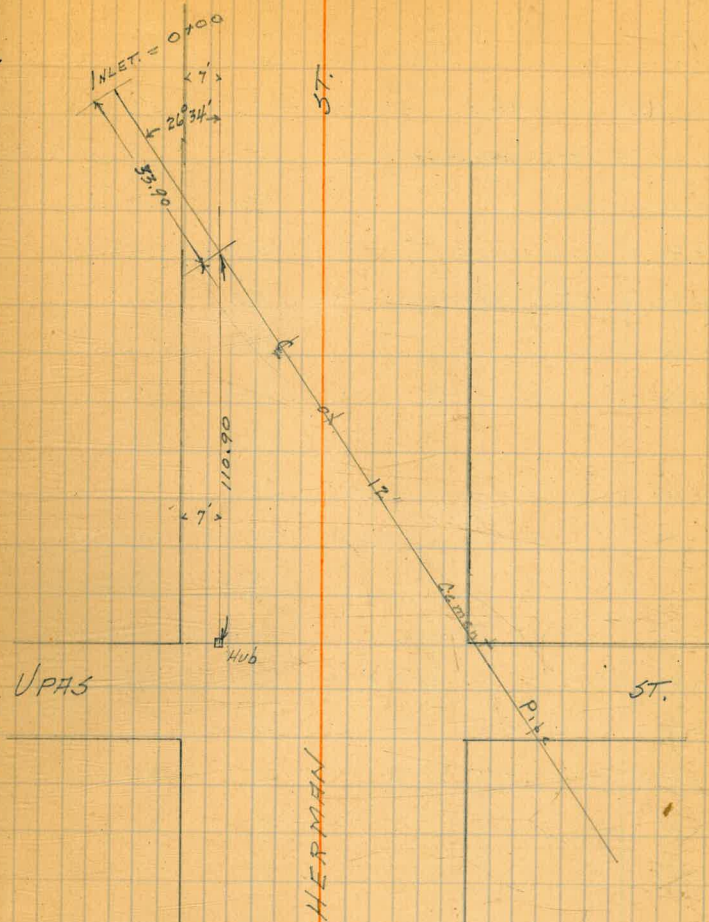 INLET. = 0+00
7'
ST.
26°34'
33.90
110.90
12"
7'
Cement
Hub
UPAS
ST.
Pipe
HERMAN